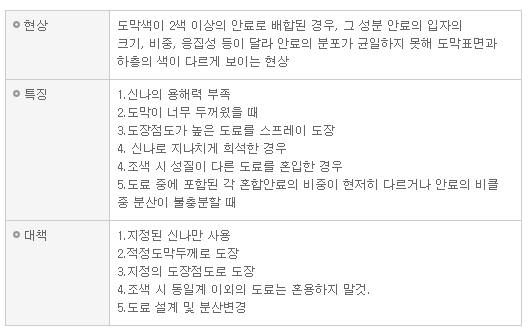 현상
도막색이 2색 이상의 안료로 배합된 경우, 그 성분 안료의 입자의
크기, 비중, 응집성 등이 달라 안료의 분포가 균일하지 못해 도막표면과
하층의 색이 다르게 보이는 현상
특징
1.신나의 용해력 부족
2.도막이 너무 두꺼웠을 때
3.도장점도가 높은 도료를 스프레이 도장
4. 신나로 지나치게 희석한 경우
4.조색 시 성질이 다른 도료를 혼입한 경우
5.도료 중에 포함된 각 혼합안료의 비중이 현저히 다르거나 안료의 비클
중 분산이 불충분할 때
대책
1.지정된 신나만 사용
2.적정도막두께로 도장
3.지정의 도장점도로 도장
4.조색 시 동일계 이외의 도료는 혼용하지 말것.
5.도료 설계 및 분산변경